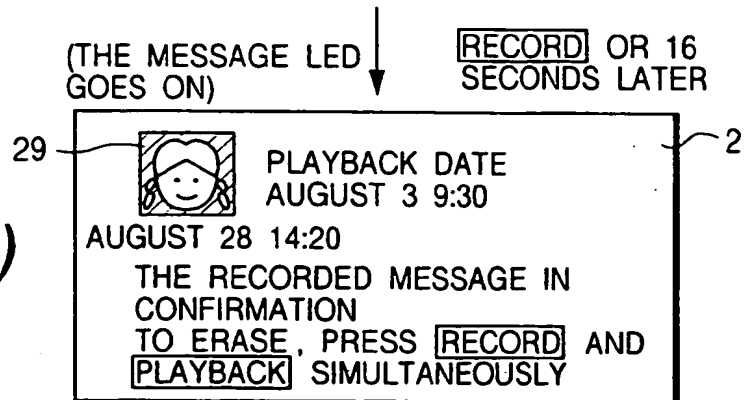 (THE MESSAGE LED
GOES ON)
RECORD OR 16
SECONDS LATER
29
2
PLAYBACK DATE
AUGUST 3 9:30
AUGUST 28 14:20
THE RECORDED MESSAGE IN
CONFIRMATION
TO ERASE, PRESS RECORD AND
PLAYBACK SIMULTANEOUSLY